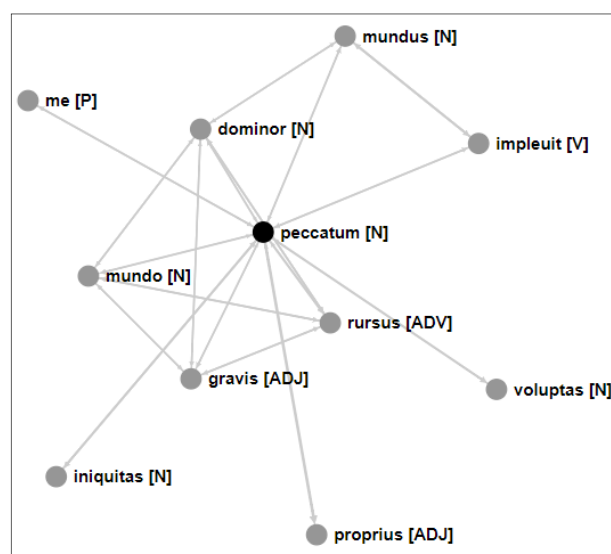 mundus [N]
me [P]
dominor [N]
impleuit [V]
peccatum [N]
mundo [N]
rursus [ADV]
gravis [ADJ]
voluptas [N]
iniquitas [N]
proprius [ADJ]